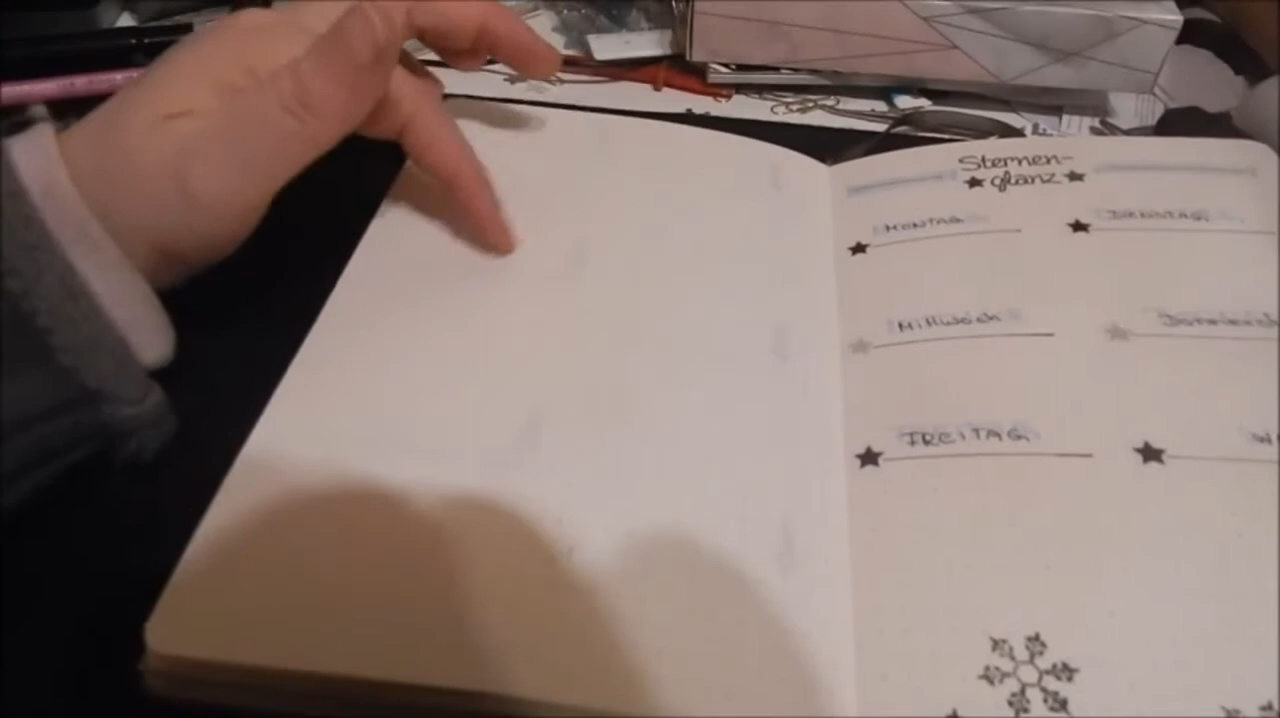 Sternen-
glanz
MONTAG
DIENSTAG
Mittwoch
FREITAG